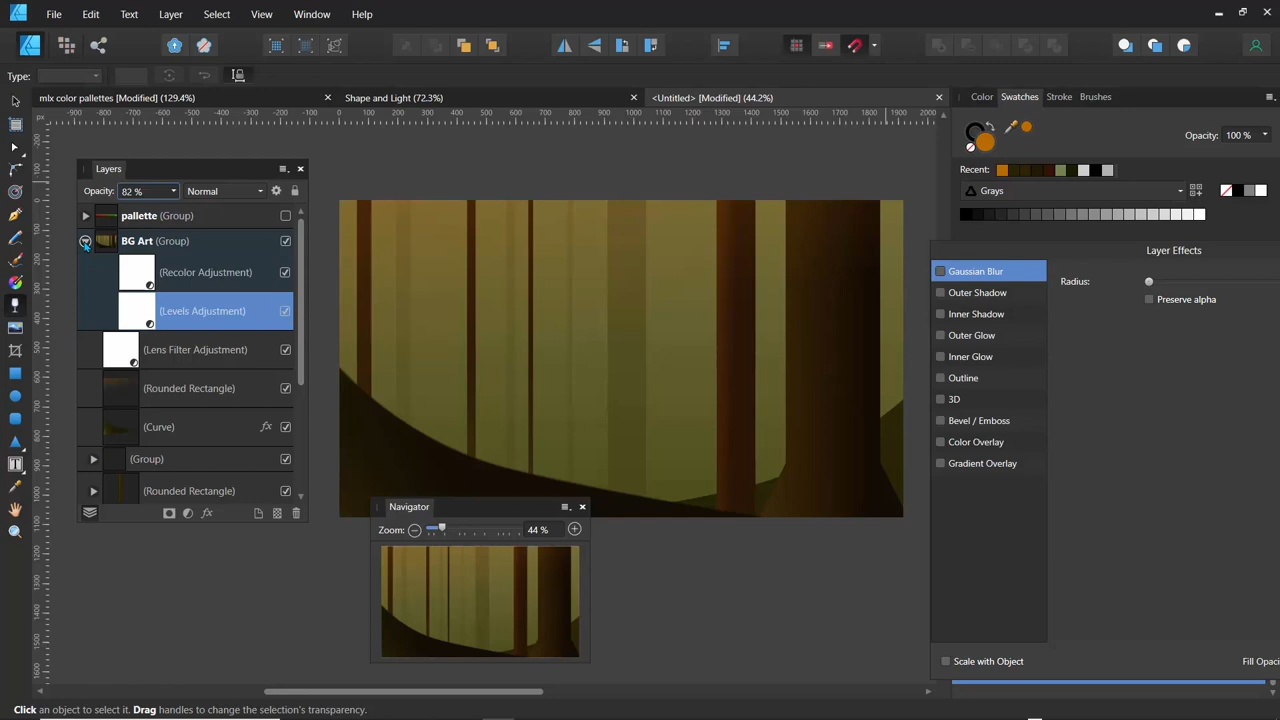 File Edit Text Layer Select View Window Help
Type:
mlx color pallettes [Modified] (129.4%)
Shape and Light (72.3%)
<Untitled> [Modified] (44.2%)
Color Swatches Stroke Brushes
px
Opacity: 100 %
Recent:
Grays
Layers
Opacity: 82 % Normal
pallette (Group)
BG Art (Group)
(Recolor Adjustment)
(Levels Adjustment)
(Lens Filter Adjustment)
(Rounded Rectangle)
(Curve) fx
(Group)
(Rounded Rectangle)
fx
Navigator
Zoom: 44 %
Layer Effects
Gaussian Blur
Outer Shadow
Inner Shadow
Outer Glow
Inner Glow
Outline
3D
Bevel / Emboss
Color Overlay
Gradient Overlay
Radius:
Preserve alpha
Scale with Object
Fill Opaci
Click an object to select it. Drag handles to change the selection's transparency.